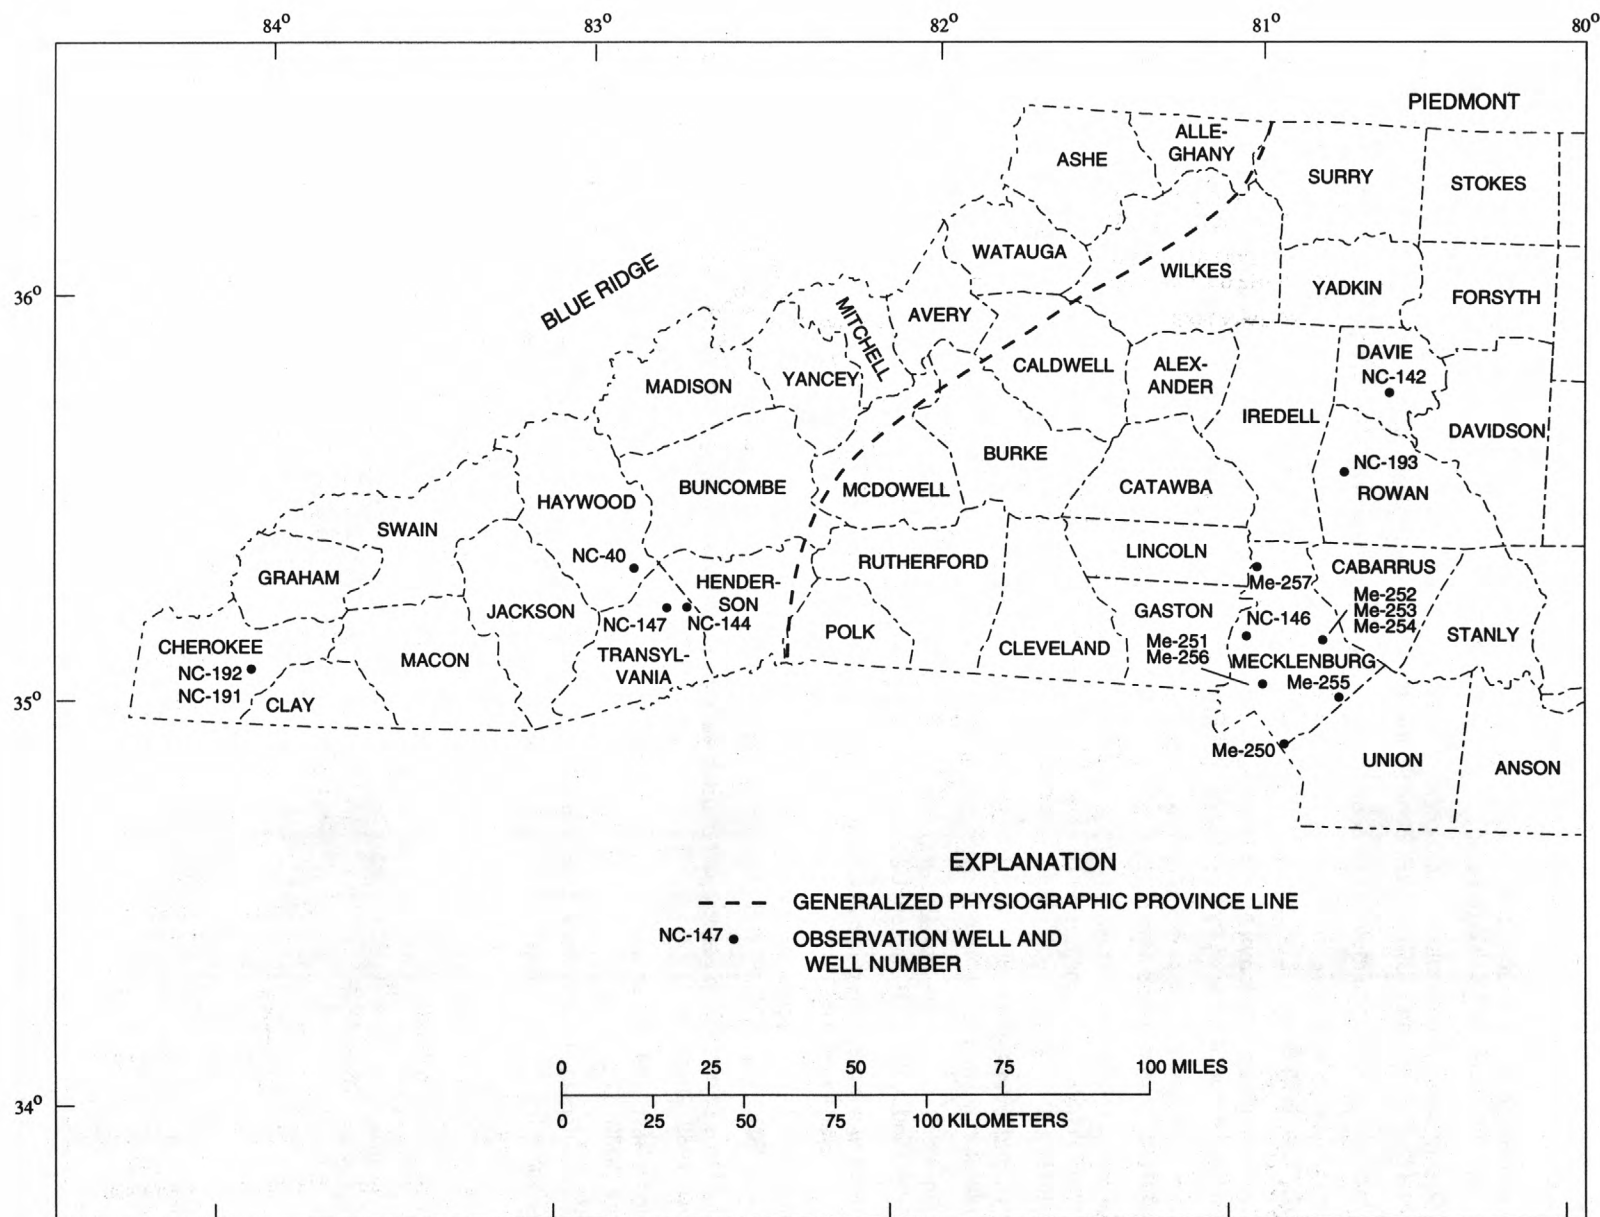 84° 83° 82° 81° 80°
PIEDMONT
ALLE-
GHANY
ASHE
SURRY
STOKES
WATAUGA
WILKES
BLUE RIDGE
36°
YADKIN
FORSYTH
AVERY
MITCHELL
DAVIE
NC-142
CALDWELL
ALEX-
ANDER
YANCEY
MADISON
IREDELL
DAVIDSON
BURKE
NC-193
ROWAN
CATAWBA
BUNCOMBE
MCDOWELL
HAYWOOD
SWAIN
NC-40
LINCOLN
RUTHERFORD
CABARRUS
GRAHAM
HENDER-
SON
Me-257
Me-252
Me-253
Me-254
JACKSON
GASTON
NC-146
NC-147
NC-144
POLK
STANLY
CHEROKEE
NC-192
NC-191
MACON
TRANSYL-
VANIA
CLEVELAND
Me-251
Me-256
MECKLENBURG
Me-255
35°
CLAY
Me-250
UNION
ANSON
EXPLANATION
GENERALIZED PHYSIOGRAPHIC PROVINCE LINE
NC-147 OBSERVATION WELL AND
WELL NUMBER
0 25 50 75 100 MILES
0 25 50 75 100 KILOMETERS
34°